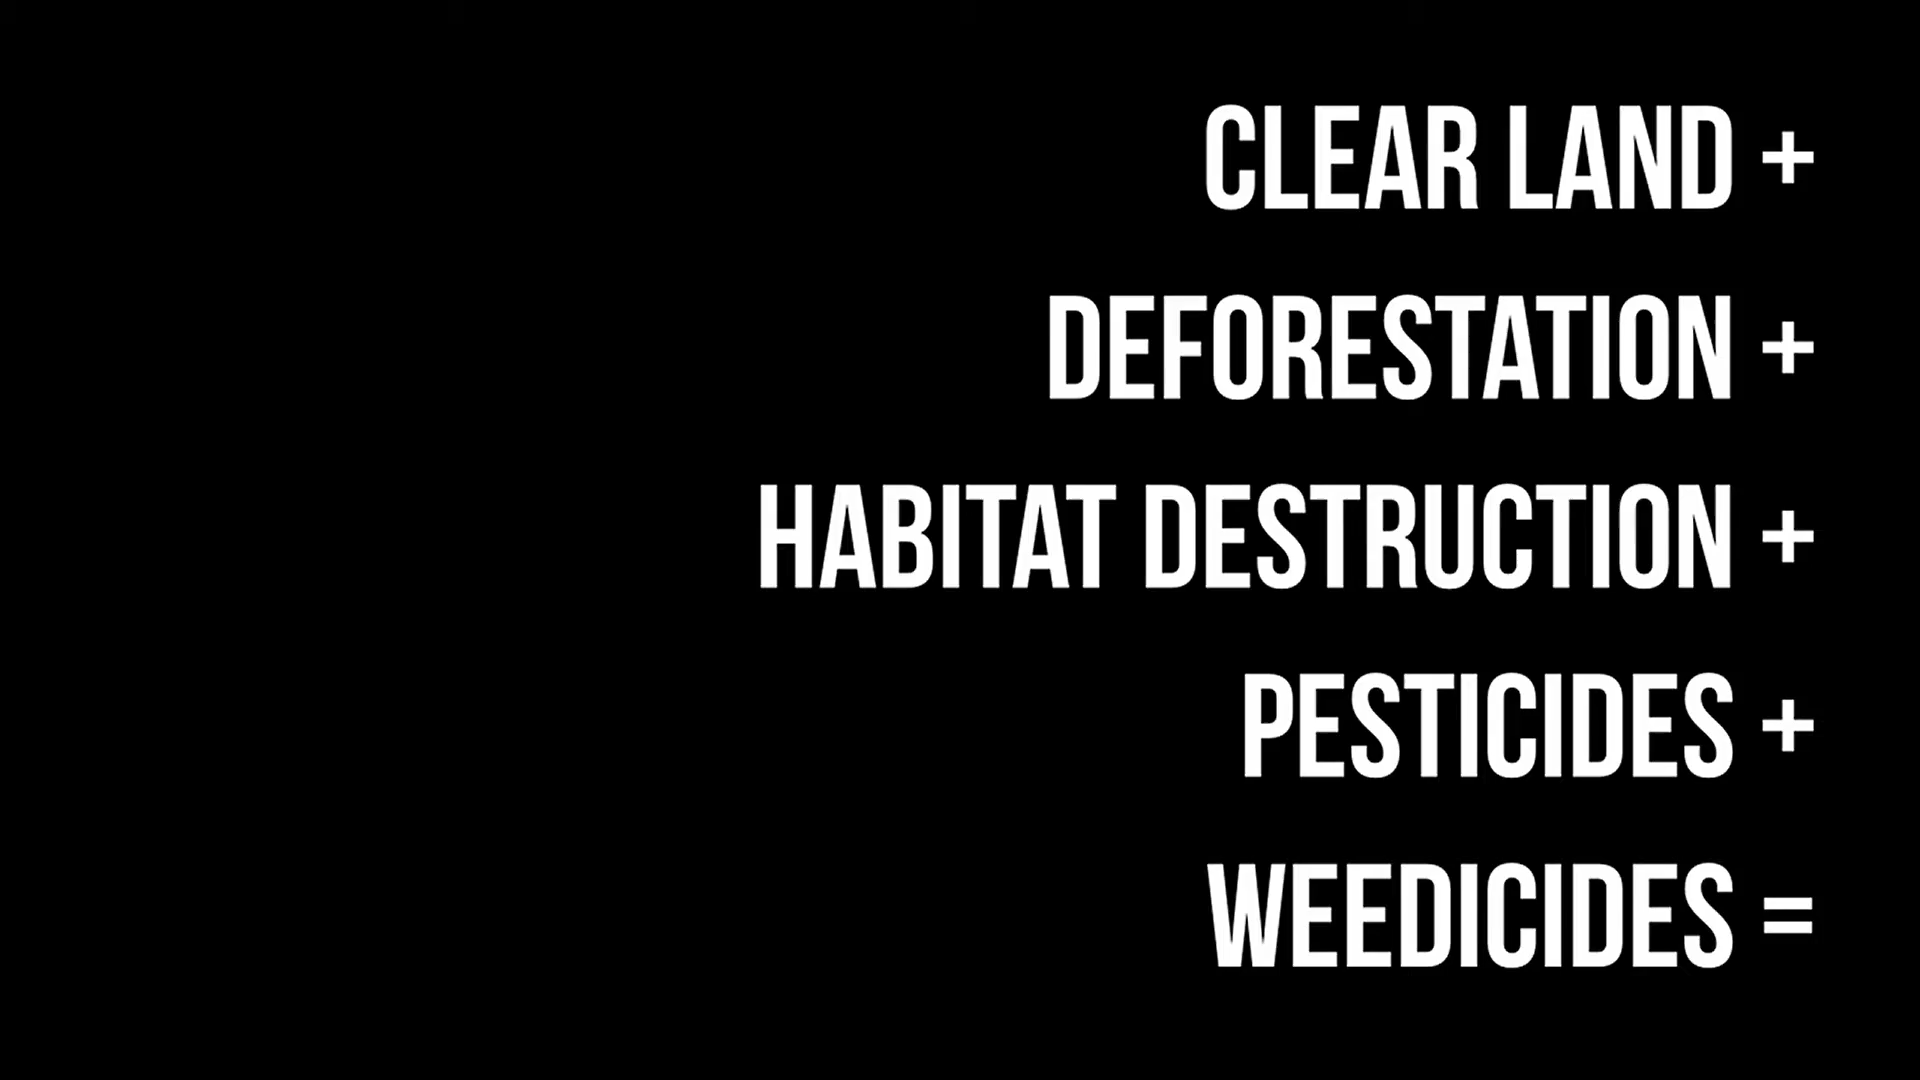 CLEAR LAND +
DEFORESTATION +
HABITAT DESTRUCTION +
PESTICIDES +
WEEDICIDES =